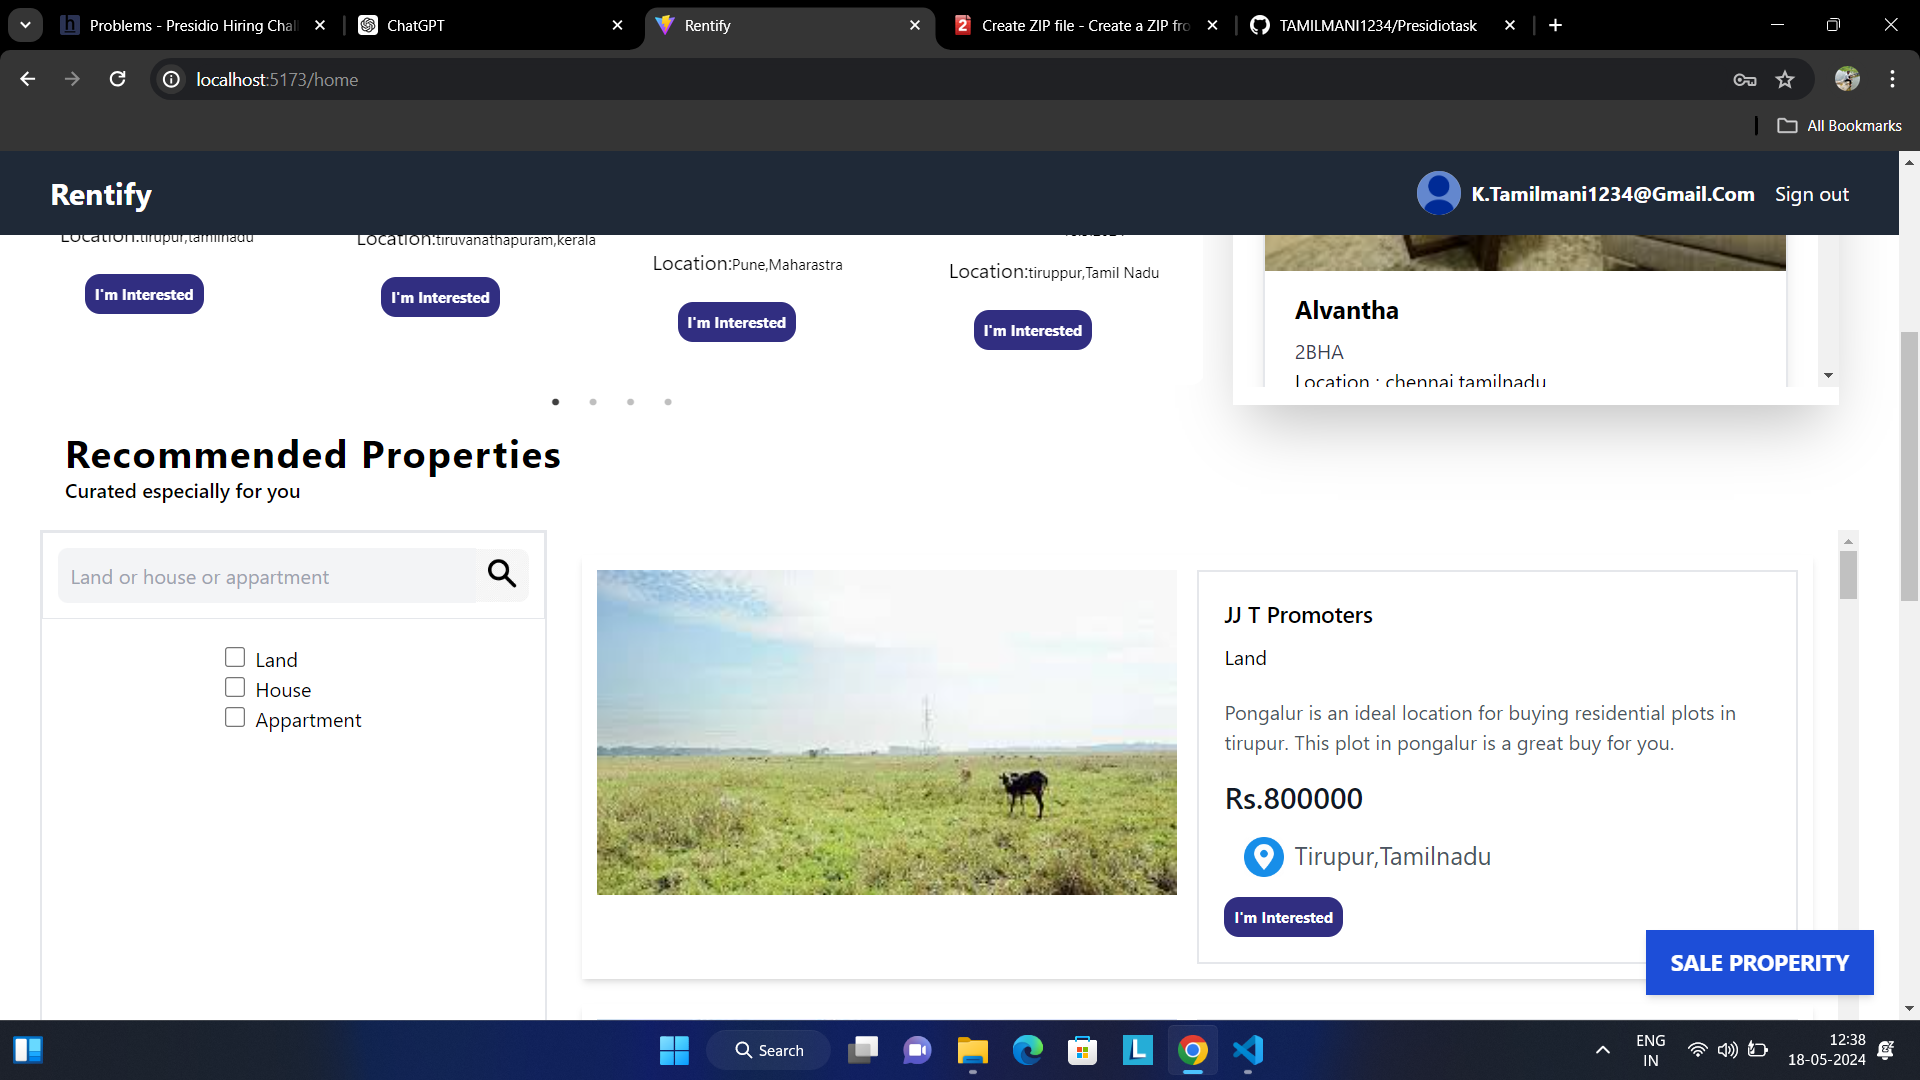 Problems - Presidio Hiring Chal
ChatGPT
Rentify
Create ZIP file - Create a ZIP fro
TAMILMANI1234/Presidiotask
localhost:5173/home
All Bookmarks
Rentify
K.Tamilmani1234@Gmail.Com
Sign out
Location:tirupur,tamilnadu
Location:tiruvanathapuram,kerala
Location:Pune,Maharastra
Location:tiruppur,Tamil Nadu
I'm Interested
I'm Interested
I'm Interested
I'm Interested
Alvantha
2BHA
Location : chennai,tamilnadu
Recommended Properties
Curated especially for you
Land or house or appartment
Land
House
Appartment
JJ T Promoters
Land
Pongalur is an ideal location for buying residential plots in
tirupur. This plot in pongalur is a great buy for you.
Rs.800000
Tirupur,Tamilnadu
I'm Interested
SALE PROPERITY
Search
ENG
IN
12:38
18-05-2024